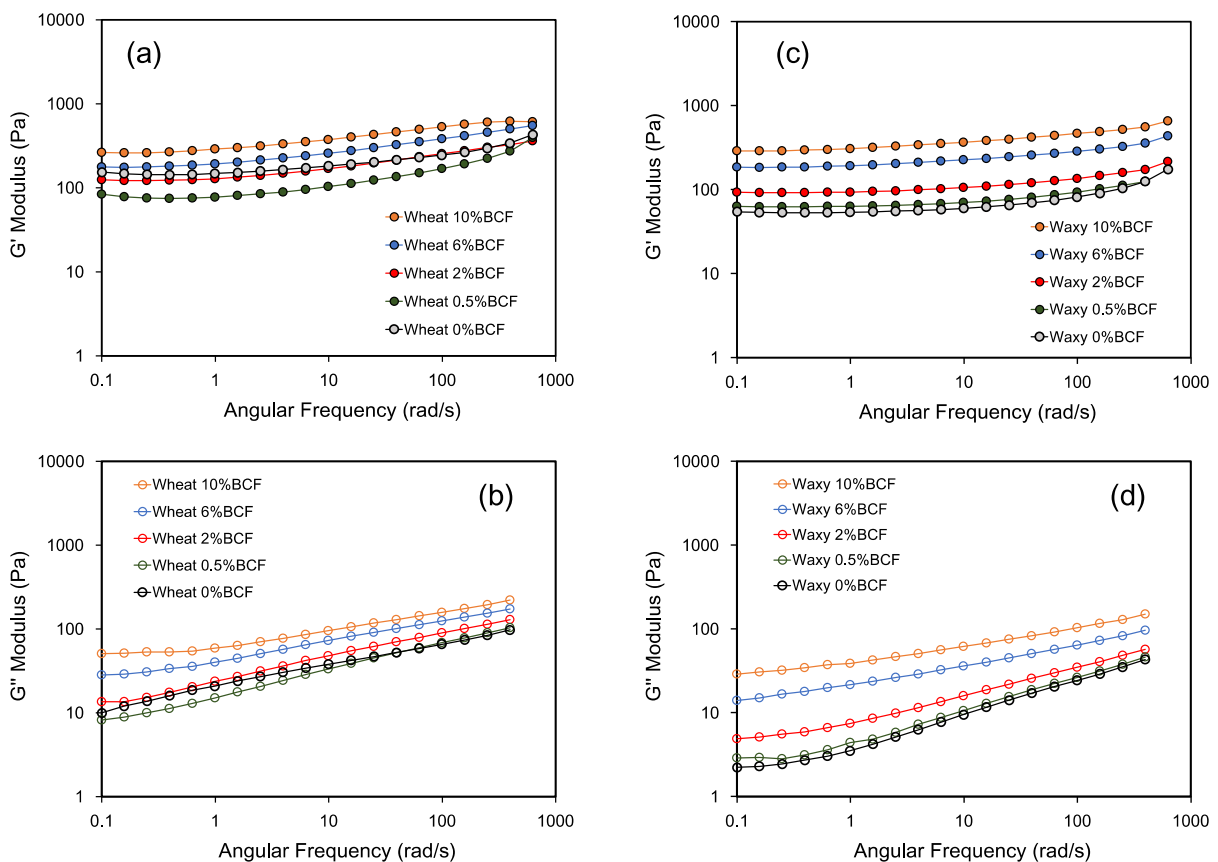 (a)
G' Modulus (Pa)
10000
1000
100
10
1
0.1 1 10 100 1000
Angular Frequency (rad/s)
Wheat 10%BCF
Wheat 6%BCF
Wheat 2%BCF
Wheat 0.5%BCF
Wheat 0%BCF
(c)
G' Modulus (Pa)
10000
1000
100
10
1
0.1 1 10 100 1000
Angular Frequency (rad/s)
Waxy 10%BCF
Waxy 6%BCF
Waxy 2%BCF
Waxy 0.5%BCF
Waxy 0%BCF
(b)
G'' Modulus (Pa)
10000
1000
100
10
1
0.1 1 10 100 1000
Angular Frequency (rad/s)
Wheat 10%BCF
Wheat 6%BCF
Wheat 2%BCF
Wheat 0.5%BCF
Wheat 0%BCF
(d)
G'' Modulus (Pa)
10000
1000
100
10
1
0.1 1 10 100 1000
Angular Frequency (rad/s)
Waxy 10%BCF
Waxy 6%BCF
Waxy 2%BCF
Waxy 0.5%BCF
Waxy 0%BCF